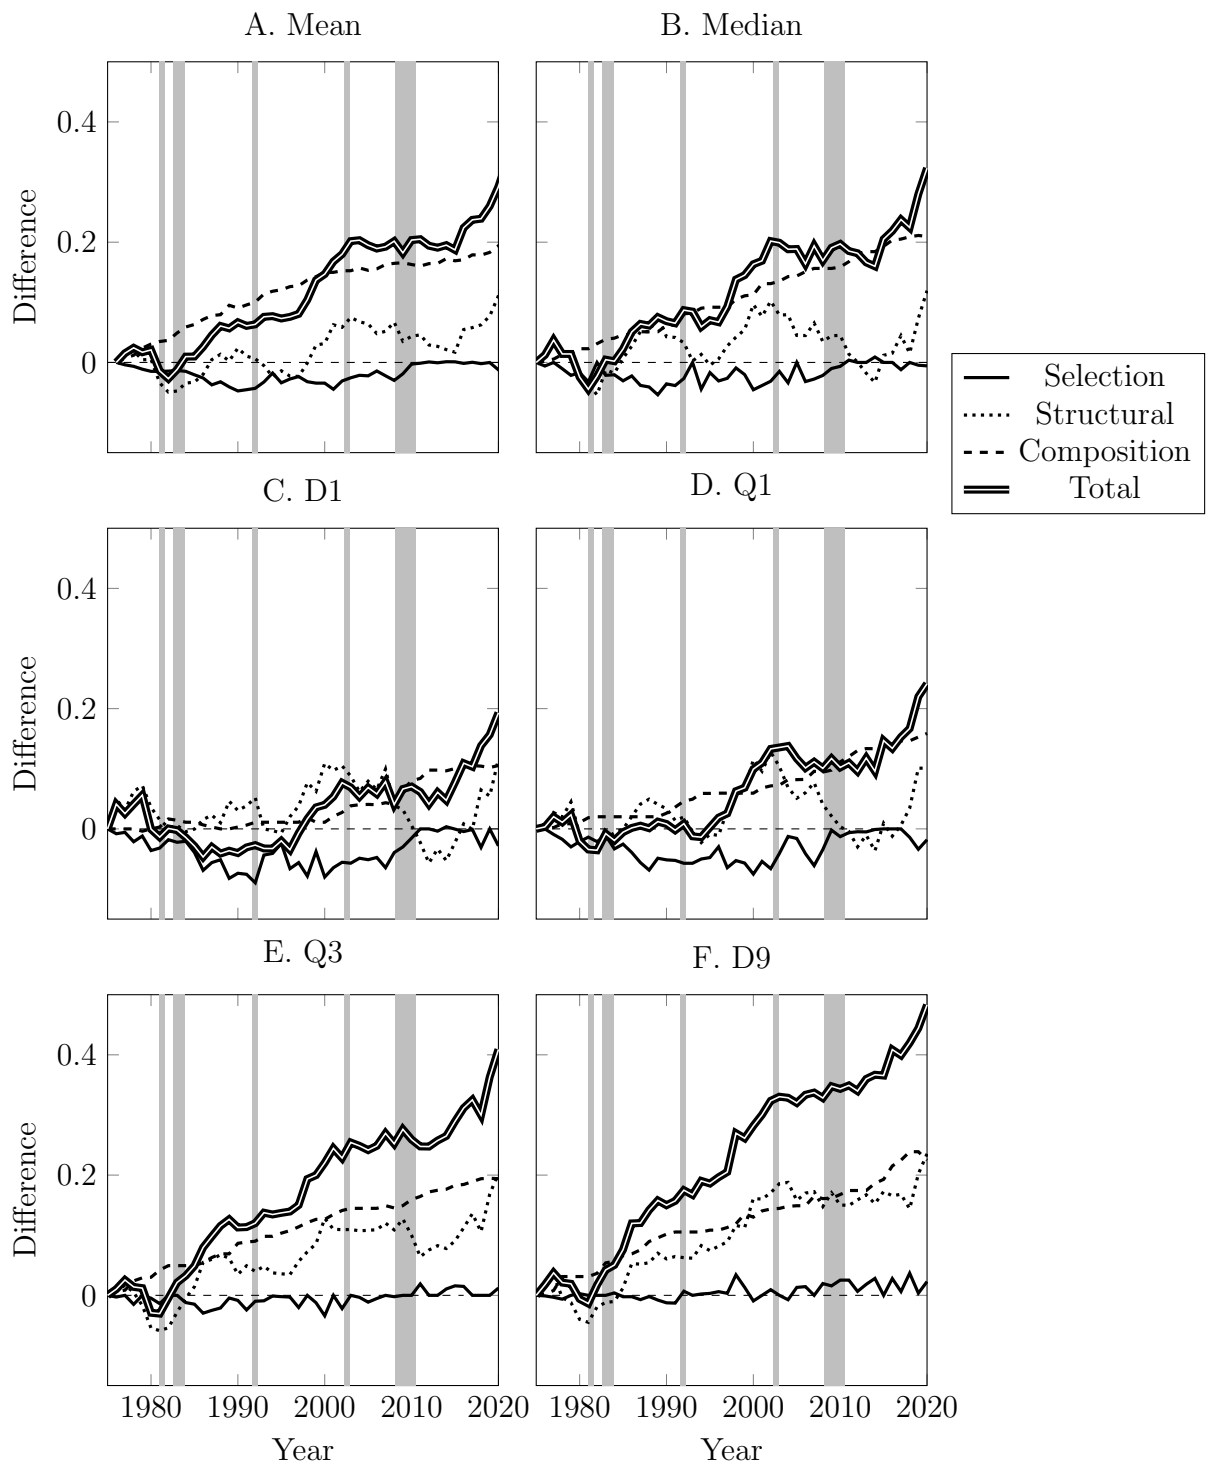 A. Mean
B. Median
0.4
0.2
0
Difference
Selection
Structural
Composition
Total
C. D1
D. Q1
0.4
0.2
0
Difference
E. Q3
F. D9
0.4
0.2
0
Difference
1980 1990 2000 2010 2020
1980 1990 2000 2010 2020
Year
Year